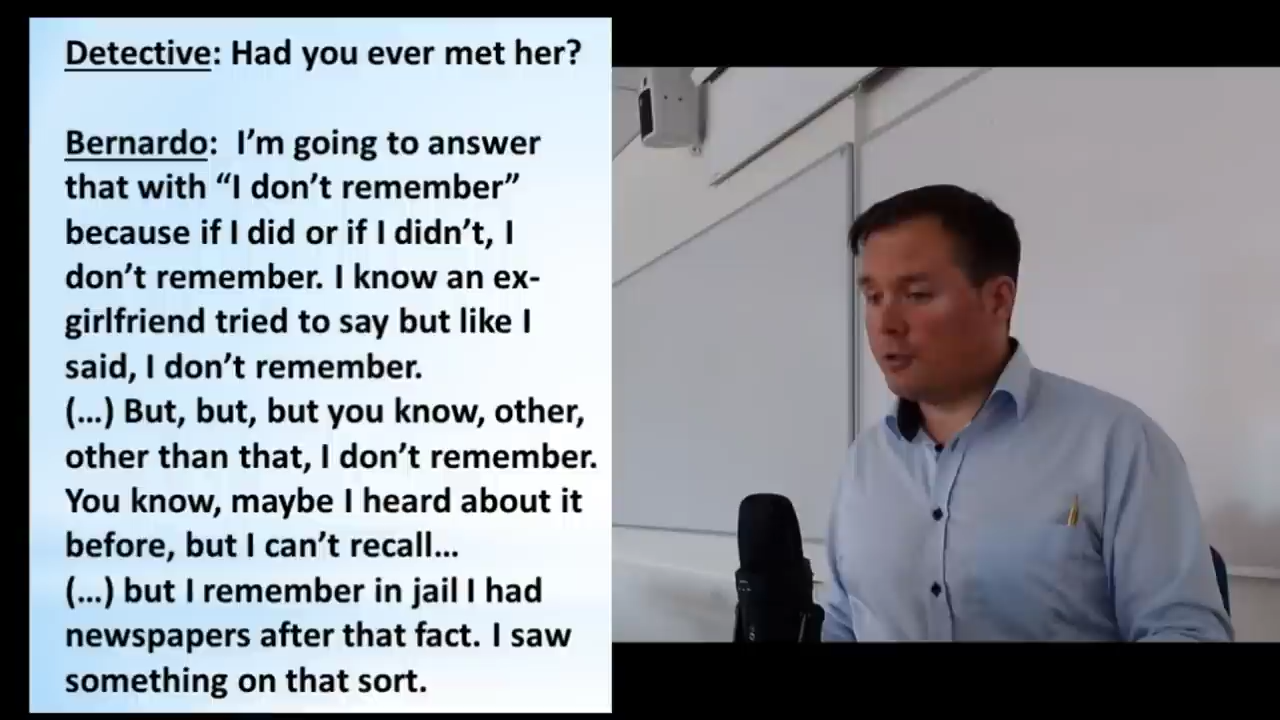 Detective: Had you ever met her?
Bernardo: I’m going to answer
that with “I don’t remember”
because if I did or if I didn’t, I
don’t remember. I know an ex-
girlfriend tried to say but like I
said, I don’t remember.
(...) But, but, but you know, other,
other than that, I don’t remember.
You know, maybe I heard about it
before, but I can’t recall...
(...) but I remember in jail I had
newspapers after that fact. I saw
something on that sort.